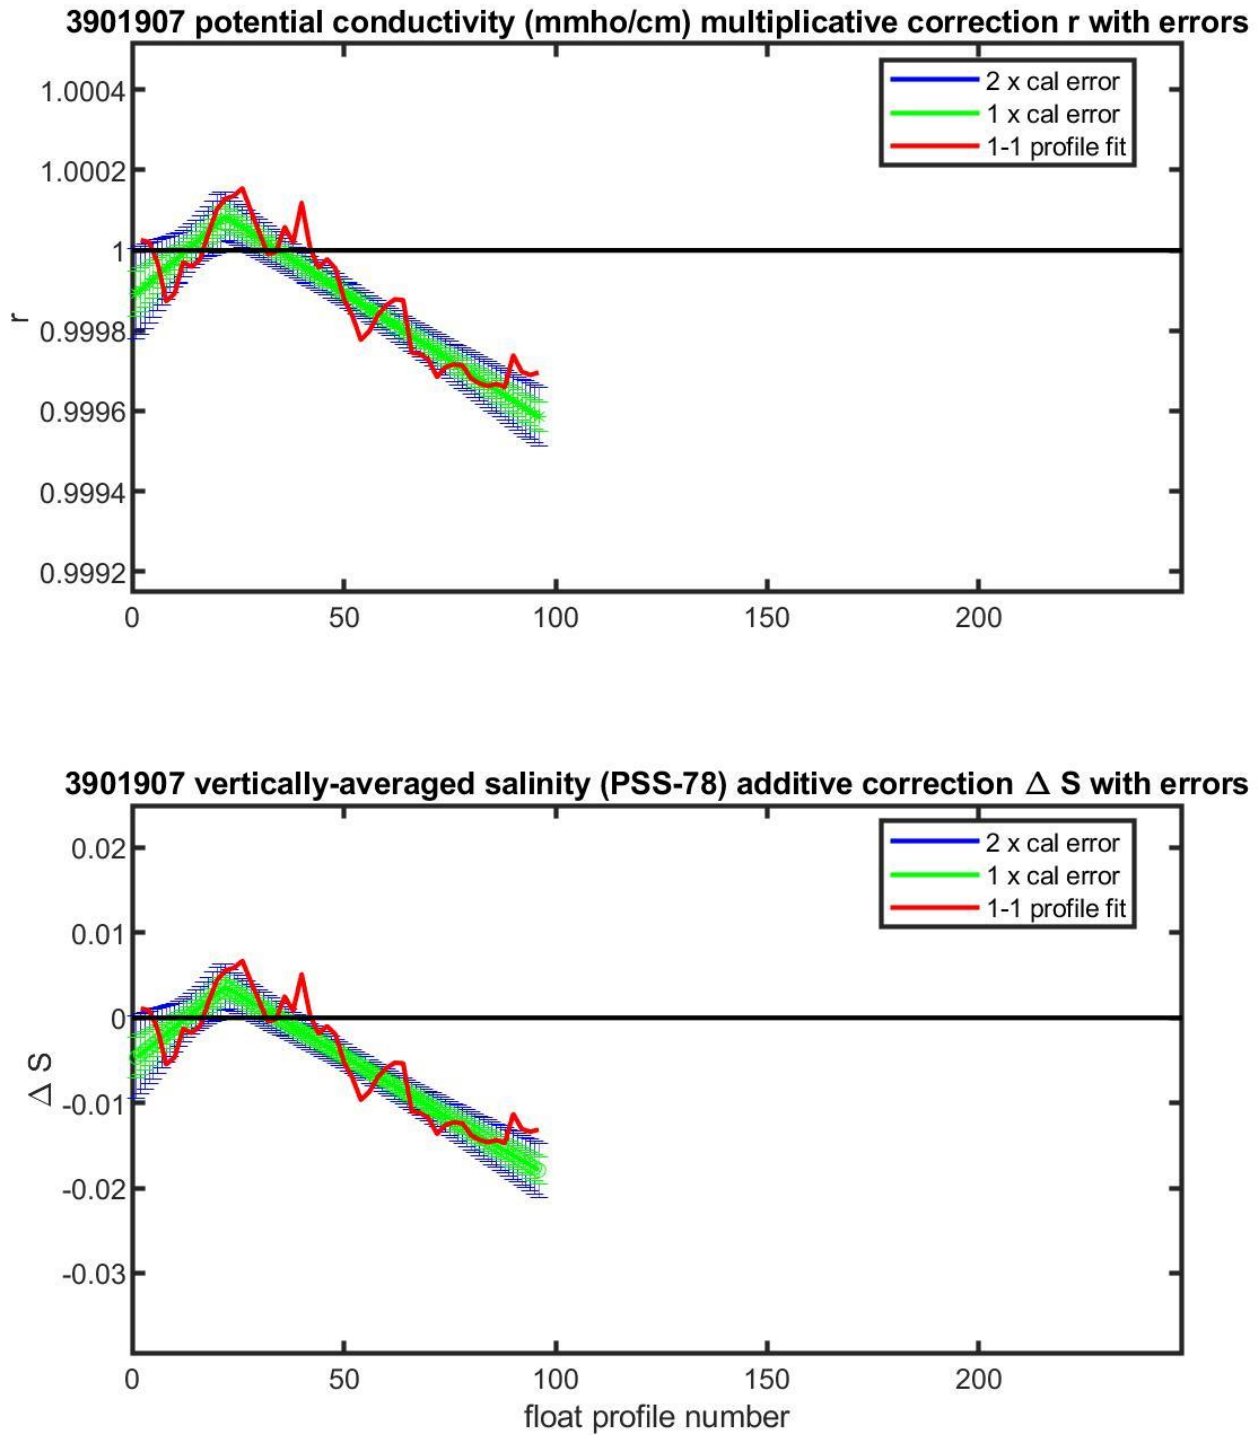 3901907 potential conductivity (mmho/cm) multiplicative correction r with errors
2 x cal error
1 x cal error
1-1 profile fit
1.0004
1.0002
1
0.9998
0.9996
0.9994
0.9992
r
0 50 100 150 200
3901907 vertically-averaged salinity (PSS-78) additive correction Δ S with errors
2 x cal error
1 x cal error
1-1 profile fit
0.02
0.01
0
-0.01
-0.02
-0.03
Δ S
0 50 100 150 200
float profile number